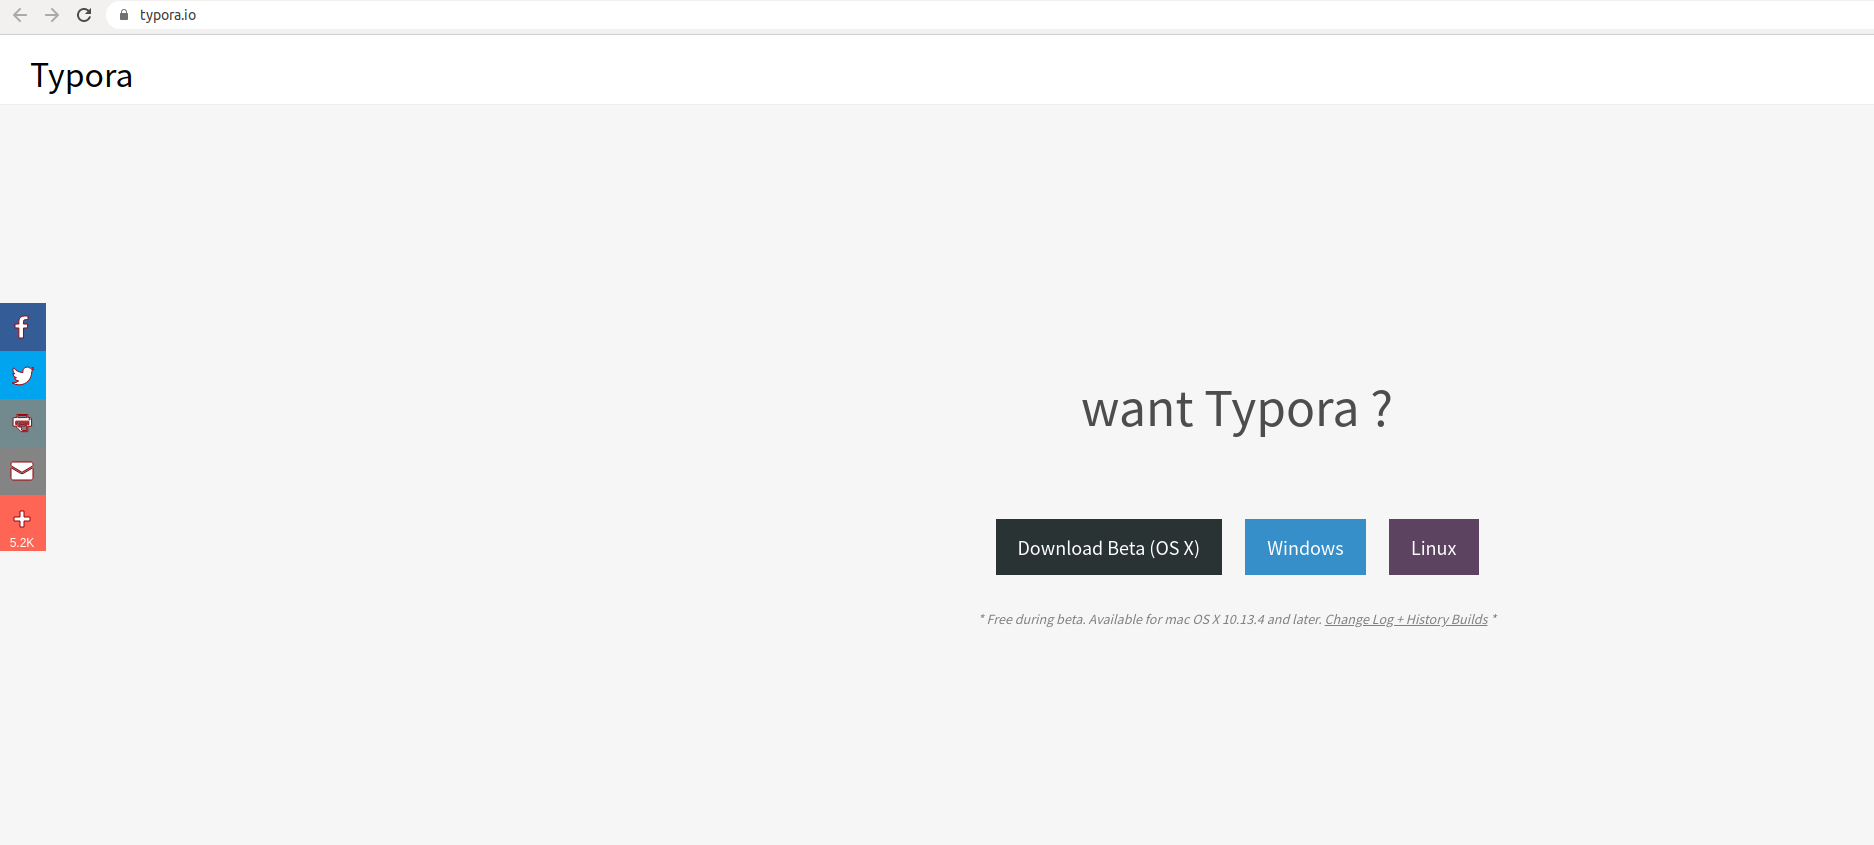 typora.io
Typora
want Typora ?
Download Beta (OS X)
Windows
Linux
* Free during beta. Available for mac OS X 10.13.4 and later. Change Log + History Builds *
5.2K